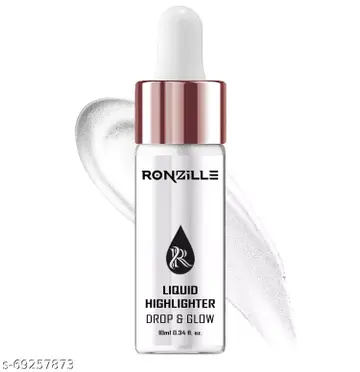 RONZiLLE
R
LIQUID
HIGHLIGHTER
DROP & GLOW
10ml 0.34 fl. oz.
s-69257873